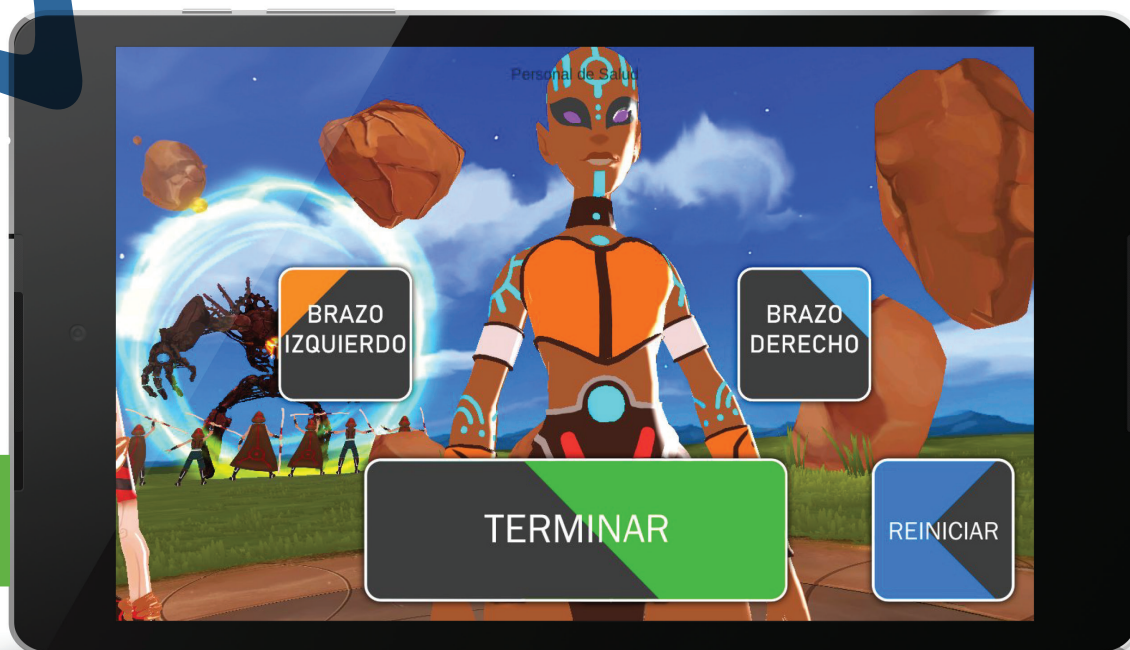 Personal de Salud
BRAZO
IZQUIERDO
BRAZO
DERECHO
TERMINAR
REINICIAR